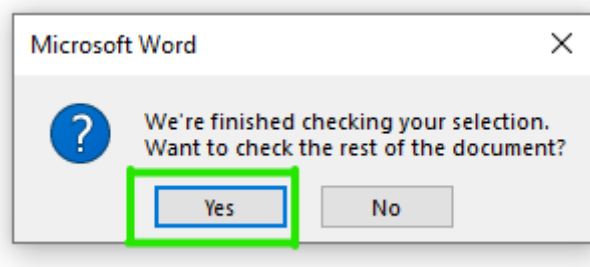 Microsoft Word
?
We're finished checking your selection.
Want to check the rest of the document?
Yes
No